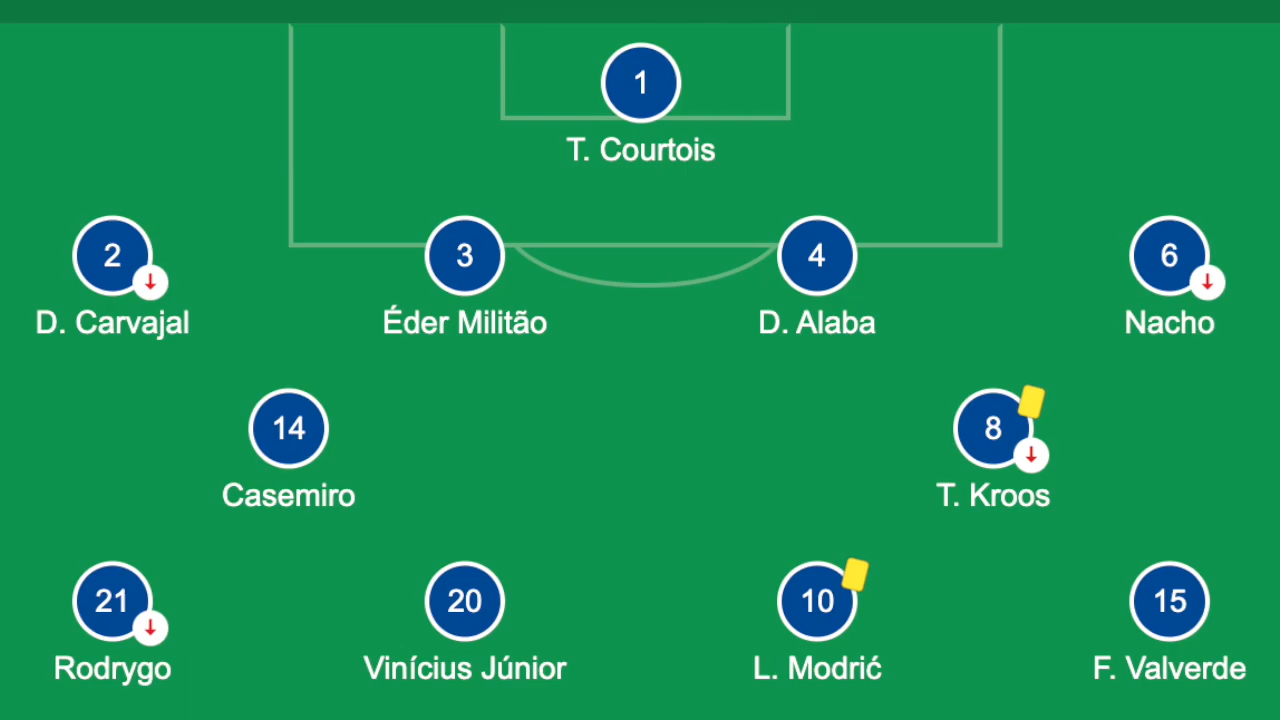 1
T. Courtois
2
3
4
6
D. Carvajal
Éder Militão
D. Alaba
Nacho
14
8
Casemiro
T. Kroos
21
20
10
15
Rodrygo
Vinícius Júnior
L. Modrić
F. Valverde